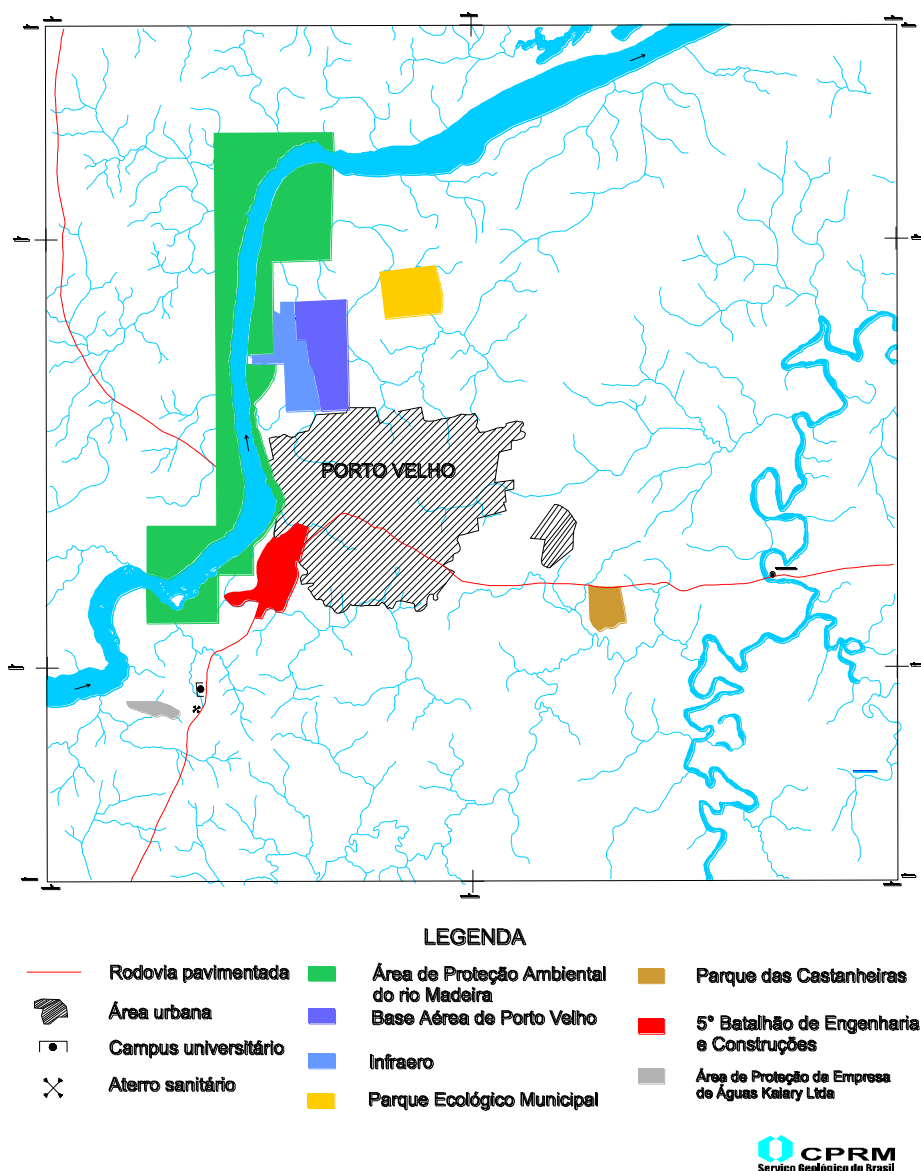 PORTO VELHO
LEGENDA
Rodovia pavimentada
Área urbana
Campus universitário
Aterro sanitário
Área de Proteção Ambiental
do rio Madeira
Base Aérea de Porto Velho
Infraero
Parque Ecológico Municipal
Parque das Castanheiras
5° Batalhão de Engenharia
e Construções
Área de Proteção da Empresa
de Águas Kaiary Ltda
CPRM
Serviço Geológico do Brasil